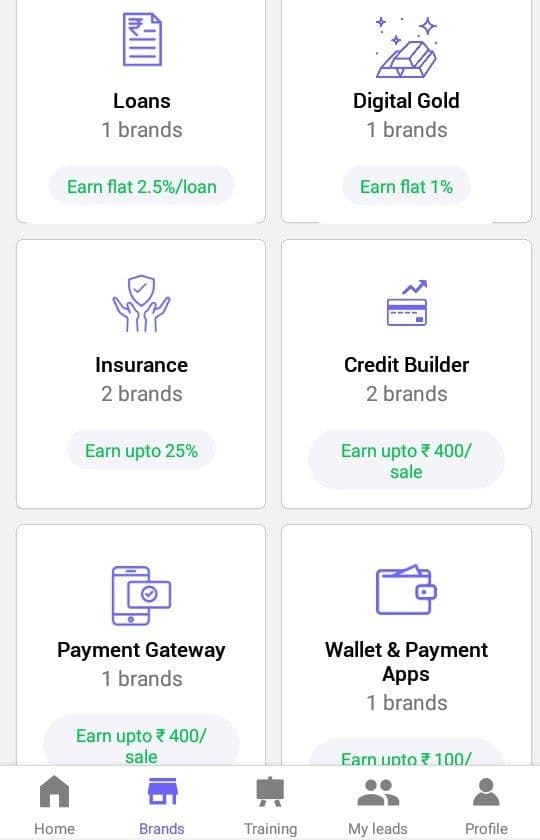 Loans
1 brands
Earn flat 2.5%/loan
Digital Gold
1 brands
Earn flat 1%
Insurance
2 brands
Earn upto 25%
Credit Builder
2 brands
Earn upto ₹ 400/
sale
Payment Gateway
1 brands
Earn upto ₹ 400/
sale
Wallet & Payment
Apps
1 brands
Earn upto ₹ 100/
Home
Brands
Training
My leads
Profile